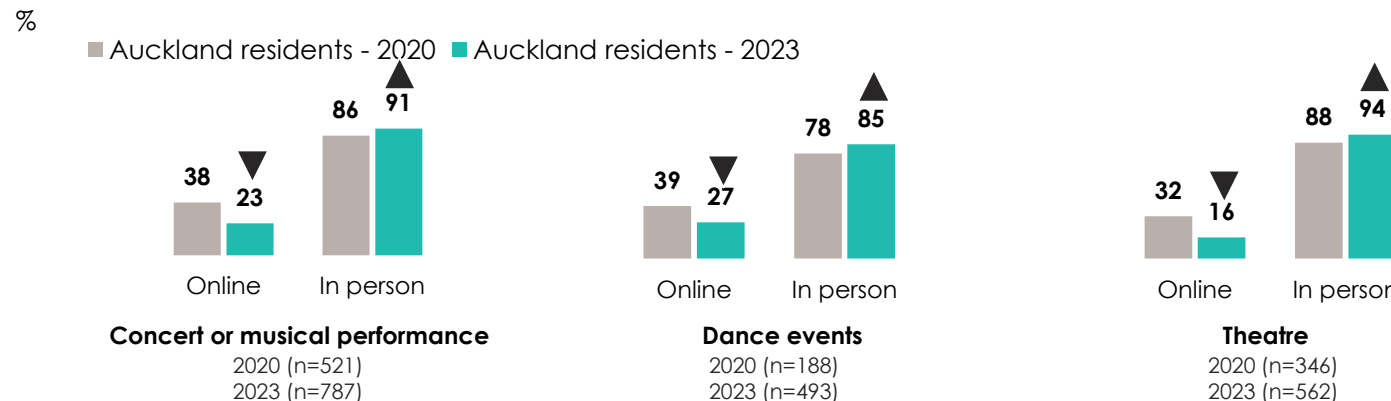 %
Auckland residents - 2020 Auckland residents - 2023
38 23 86 91
39 27 78 85
32 16 88 94
Online In person
Online In person
Online In person
Concert or musical performance
2020 (n=521)
2023 (n=787)
Dance events
2020 (n=188)
2023 (n=493)
Theatre
2020 (n=346)
2023 (n=562)